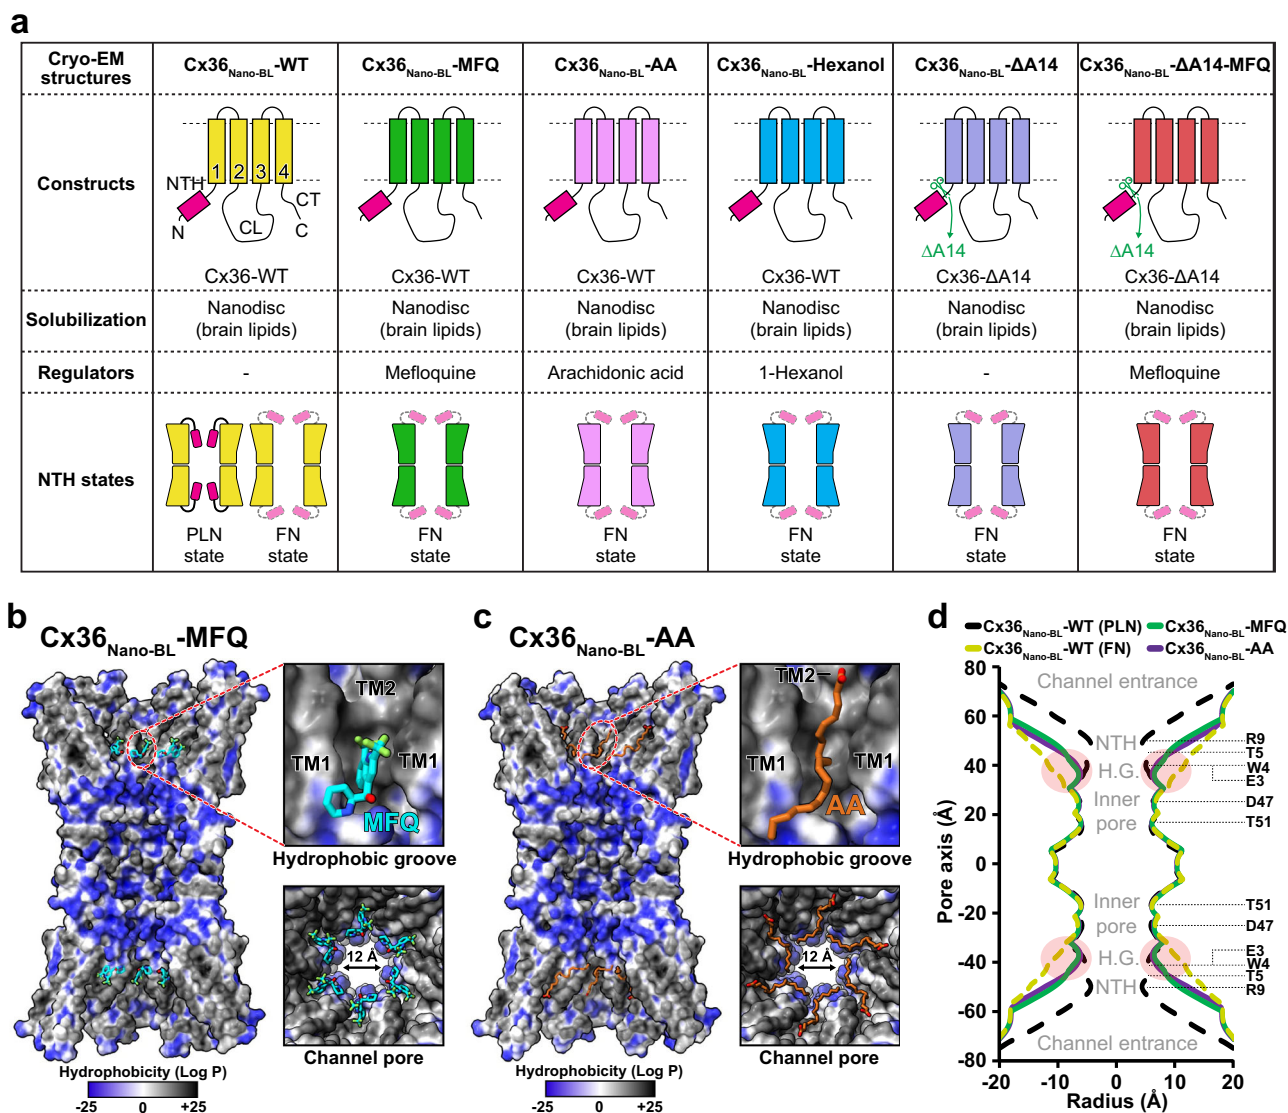 a
Cryo-EM structures
Cx36Nano-BL-WT
Cx36Nano-BL-MFQ
Cx36Nano-BL-AA
Cx36Nano-BL-Hexanol
Cx36Nano-BL-ΔA14
Cx36Nano-BL-ΔA14-MFQ
Constructs
1 2 3 4
NTH
N
CL
CT
C
ΔA14
ΔA14
Cx36-WT
Cx36-WT
Cx36-WT
Cx36-WT
Cx36-ΔA14
Cx36-ΔA14
Solubilization
Nanodisc (brain lipids)
Nanodisc (brain lipids)
Nanodisc (brain lipids)
Nanodisc (brain lipids)
Nanodisc (brain lipids)
Nanodisc (brain lipids)
Regulators
-
Mefloquine
Arachidonic acid
1-Hexanol
-
Mefloquine
NTH states
PLN state
FN state
FN state
FN state
FN state
FN state
FN state
b
Cx36Nano-BL-MFQ
TM2
TM1
TM1
MFQ
Hydrophobic groove
12 Å
Channel pore
Hydrophobicity (Log P)
-25 0 +25
c
Cx36Nano-BL-AA
TM2
TM1
TM1
AA
Hydrophobic groove
12 Å
Channel pore
Hydrophobicity (Log P)
-25 0 +25
d
Cx36Nano-BL-WT (PLN)
Cx36Nano-BL-MFQ
Cx36Nano-BL-WT (FN)
Cx36Nano-BL-AA
80
60
40
20
0
-20
-40
-60
-80
Pore axis (Å)
Channel entrance
NTH
H.G.
Inner
pore
Inner
pore
H.G.
NTH
Channel entrance
R9
T5
W4
E3
D47
T51
T51
D47
E3
W4
T5
R9
-20 -10 0 10 20
Radius (Å)